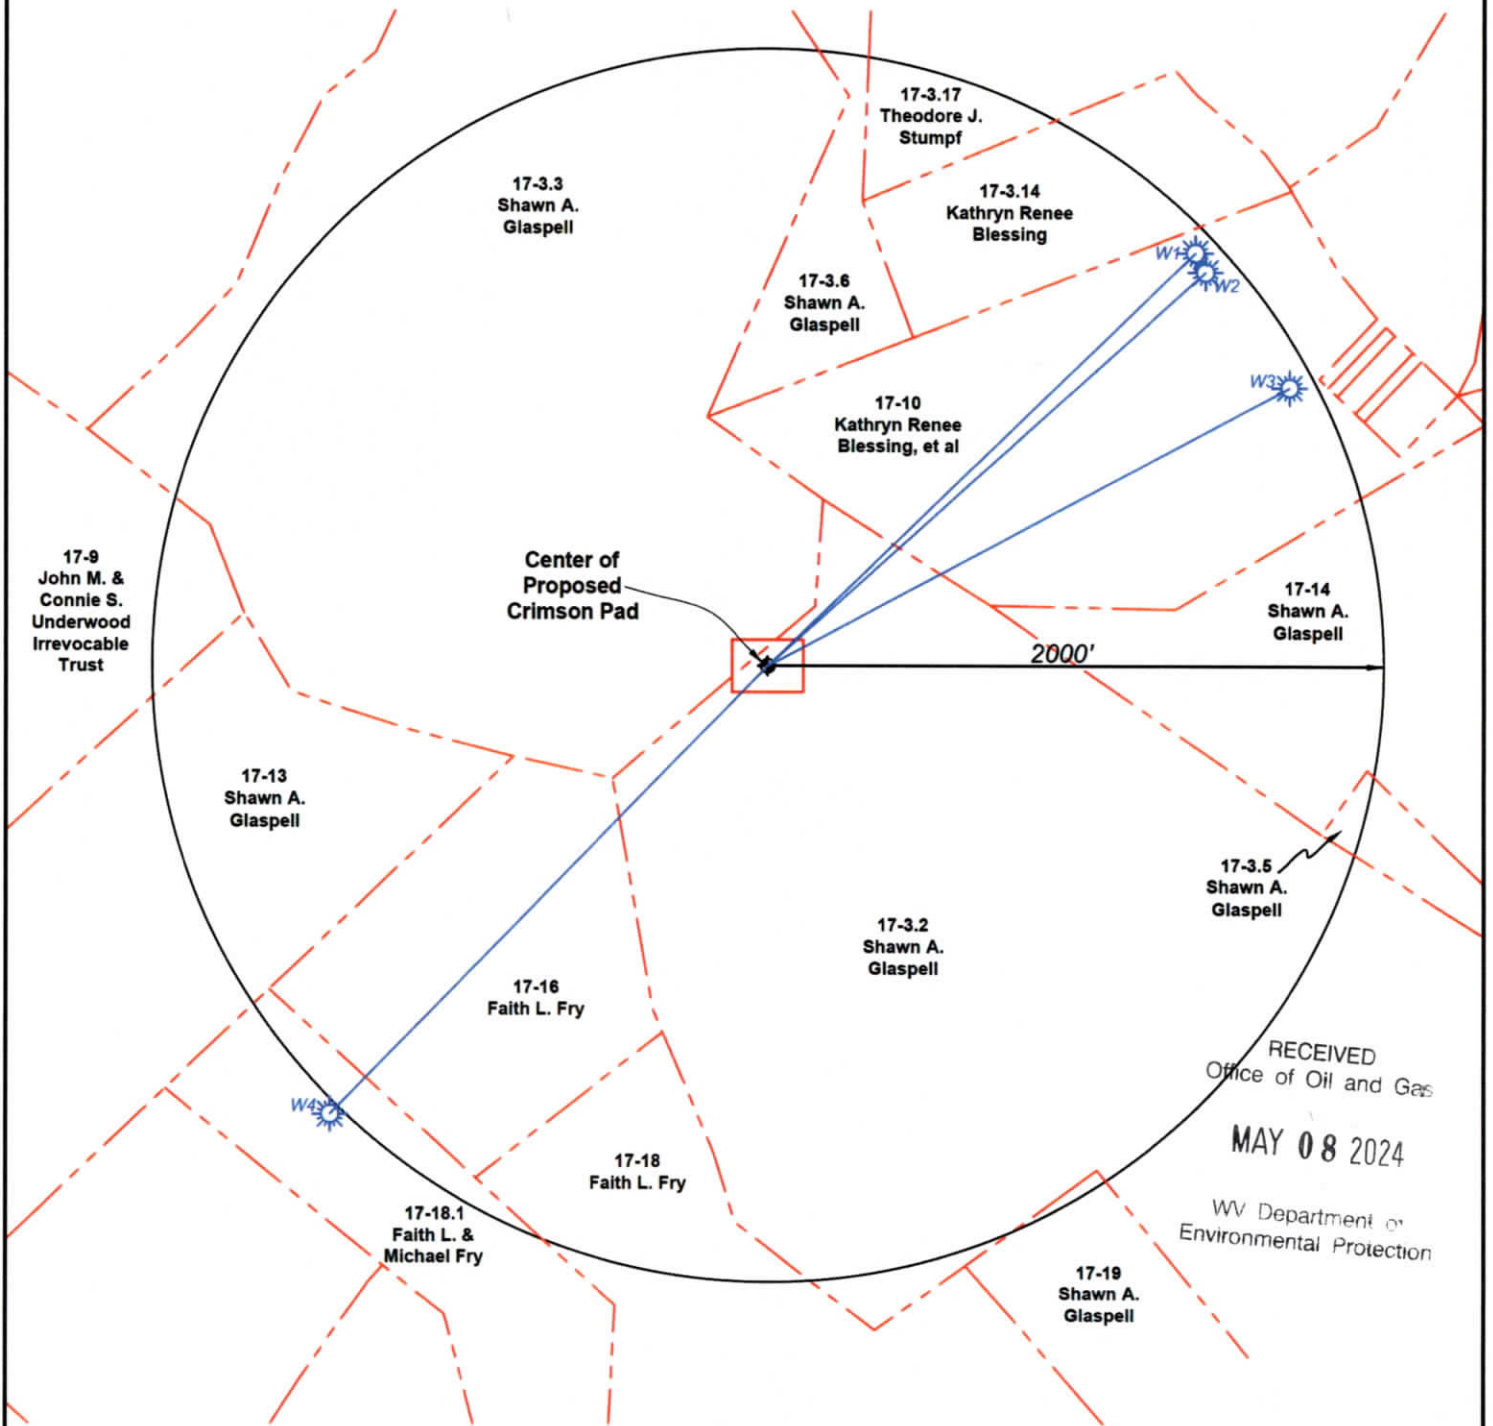 17-3.17
Theodore J.
Stumpf
17-3.3
Shawn A.
Glaspell
17-3.14
Kathryn Renee
Blessing
W1
W2
17-3.6
Shawn A.
Glaspell
W3
17-10
Kathryn Renee
Blessing, et al
17-9
John M. &
Connie S.
Underwood
Irrevocable
Trust
Center of
Proposed
Crimson Pad
17-14
Shawn A.
Glaspell
2000'
17-13
Shawn A.
Glaspell
17-3.5
Shawn A.
Glaspell
17-3.2
Shawn A.
Glaspell
17-16
Faith L. Fry
W4
RECEIVED
Office of Oil and Gas
MAY 08 2024
WV Department of
Environmental Protection
17-18
Faith L. Fry
17-18.1
Faith L. &
Michael Fry
17-19
Shawn A.
Glaspell